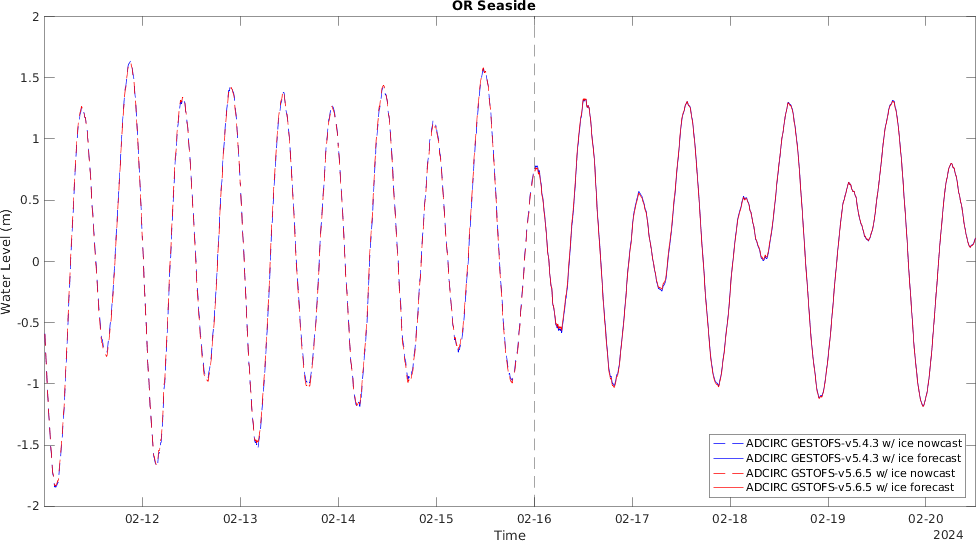 OR Seaside
2
1.5
1
0.5
0
-0.5
-1
-1.5
-2
Water Level (m)
02-12 02-13 02-14 02-15 02-16 02-17 02-18 02-19 02-20
Time
2024
ADCIRC GESTOFS-v5.4.3 w/ ice nowcast
ADCIRC GESTOFS-v5.4.3 w/ ice forecast
ADCIRC GSTOFS-v5.6.5 w/ ice nowcast
ADCIRC GSTOFS-v5.6.5 w/ ice forecast